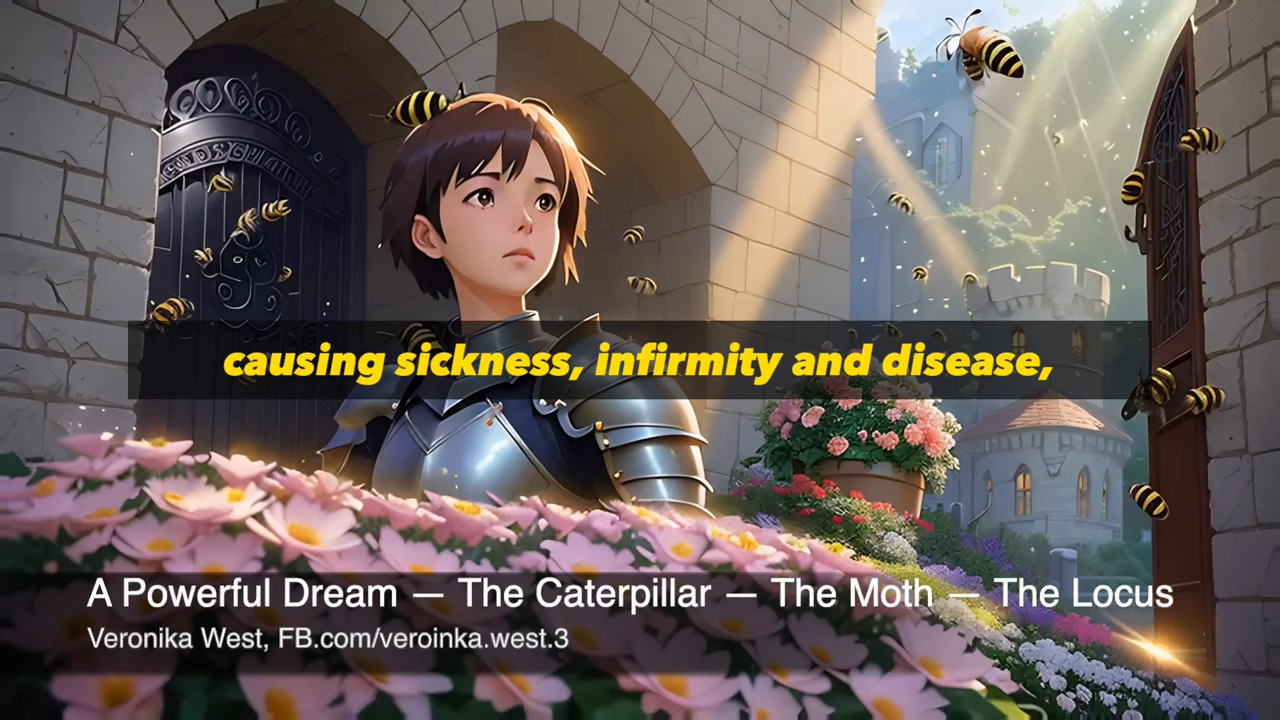 causing sickness, infirmity and disease,
A Powerful Dream — The Caterpillar — The Moth — The Locus
Veronika West, FB.com/veroinka.west.3